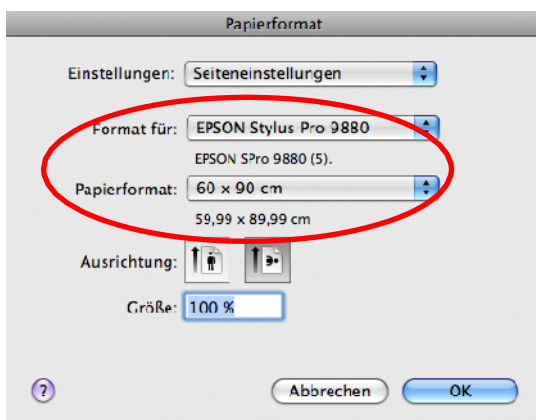 Papierformat
Einstellungen: Seiteneinstellungen
Format für: EPSON Stylus Pro 9880
EPSON SPro 9880 (5).
Papierformat: 60 x 90 cm
59,99 x 89,99 cm
Ausrichtung:
Größe: 100 %
? Abbrechen OK